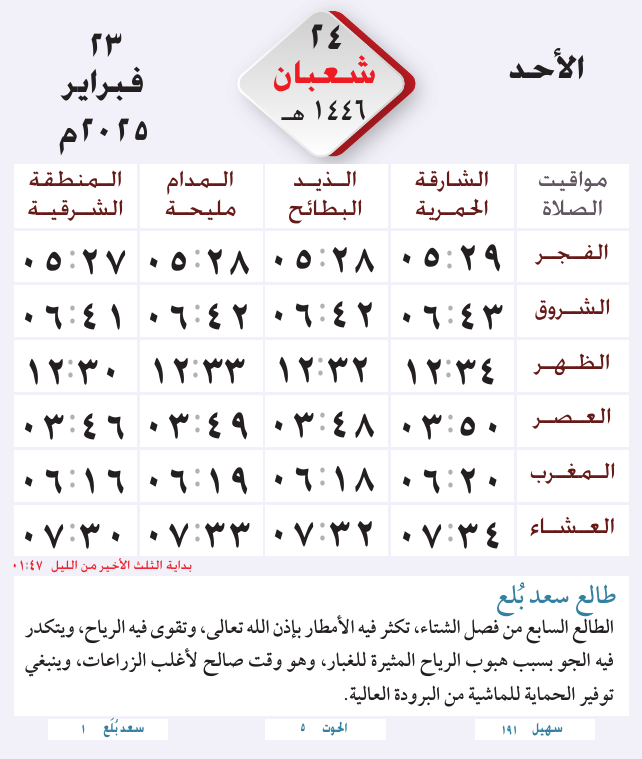 الأحد
٢٤
شعبان
١٤٤٦ هـ
٢٣
فبراير
٢٠٢٥م
مواقيت الصلاة | الشارقة الحمرية | الذيد البطائح | المدام مليحة | المنطقة الشرقية
الفجر ٠٥:٢٩ ٠٥:٢٨ ٠٥:٢٨ ٠٥:٢٧
الشروق ٠٦:٤٣ ٠٦:٤٢ ٠٦:٤٢ ٠٦:٤١
الظهر ١٢:٣٤ ١٢:٣٢ ١٢:٣٣ ١٢:٣٠
العصر ٠٣:٥٠ ٠٣:٤٨ ٠٣:٤٩ ٠٣:٤٦
المغرب ٠٦:٢٠ ٠٦:١٨ ٠٦:١٩ ٠٦:١٦
العشاء ٠٧:٣٤ ٠٧:٣٢ ٠٧:٣٣ ٠٧:٣٠
بداية الثلث الأخير من الليل ٠١:٤٧
طالع سعد بُلع
الطالع السابع من فصل الشتاء، تكثر فيه الأمطار بإذن الله تعالى، وتقوى فيه الرياح، ويتكدر
فيه الجو بسبب هبوب الرياح المثيرة للغبار، وهو وقت صالح لأغلب الزراعات، وينبغي
توفير الحماية للماشية من البرودة العالية.
سهيل ١٩١
الحوت ٥
سعد بُلَع ١